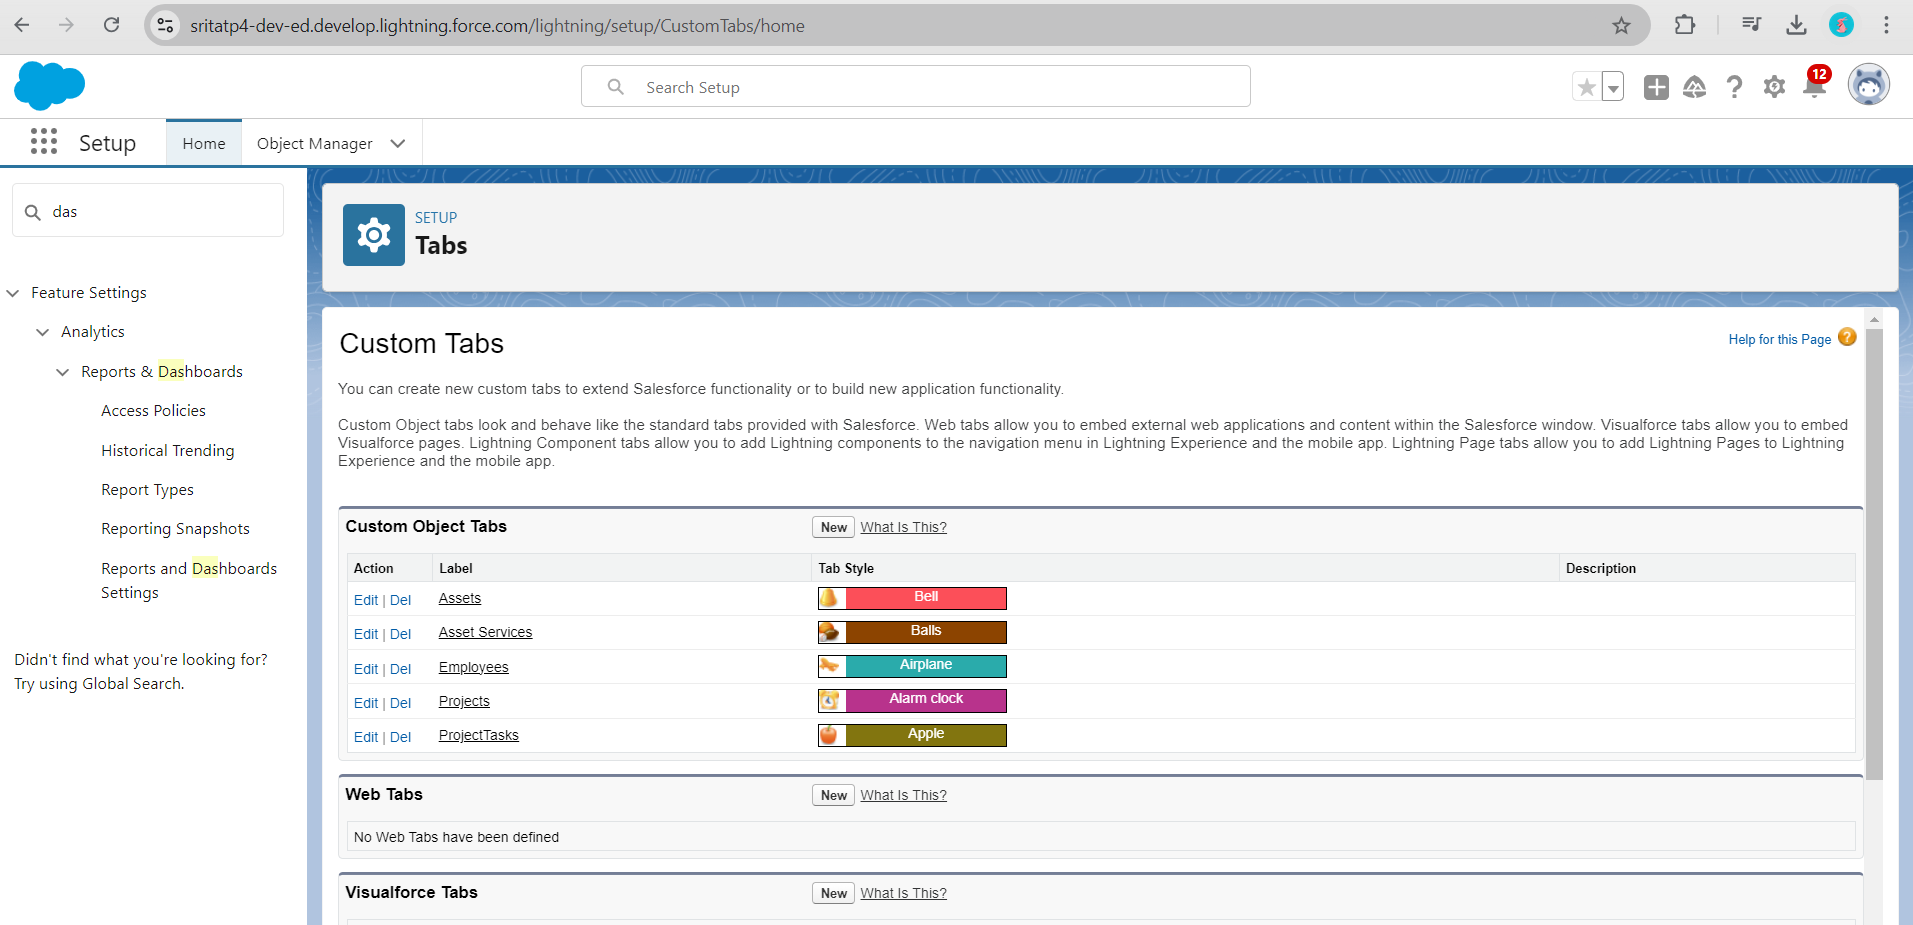 sritatp4-dev-ed.develop.lightning.force.com/lightning/setup/CustomTabs/home
Search Setup
12
Setup
Home
Object Manager
das
Feature Settings
Analytics
Reports & Dashboards
Access Policies
Historical Trending
Report Types
Reporting Snapshots
Reports and Dashboards
Settings
Didn't find what you're looking for?
Try using Global Search.
SETUP
Tabs
Custom Tabs
Help for this Page ?
You can create new custom tabs to extend Salesforce functionality or to build new application functionality.
Custom Object tabs look and behave like the standard tabs provided with Salesforce. Web tabs allow you to embed external web applications and content within the Salesforce window. Visualforce tabs allow you to embed
Visualforce pages. Lightning Component tabs allow you to add Lightning components to the navigation menu in Lightning Experience and the mobile app. Lightning Page tabs allow you to add Lightning Pages to Lightning
Experience and the mobile app.
Custom Object Tabs New What Is This?
Action Label Tab Style Description
Edit | Del Assets Bell
Edit | Del Asset Services Balls
Edit | Del Employees Airplane
Edit | Del Projects Alarm clock
Edit | Del ProjectTasks Apple
Web Tabs New What Is This?
No Web Tabs have been defined
Visualforce Tabs New What Is This?